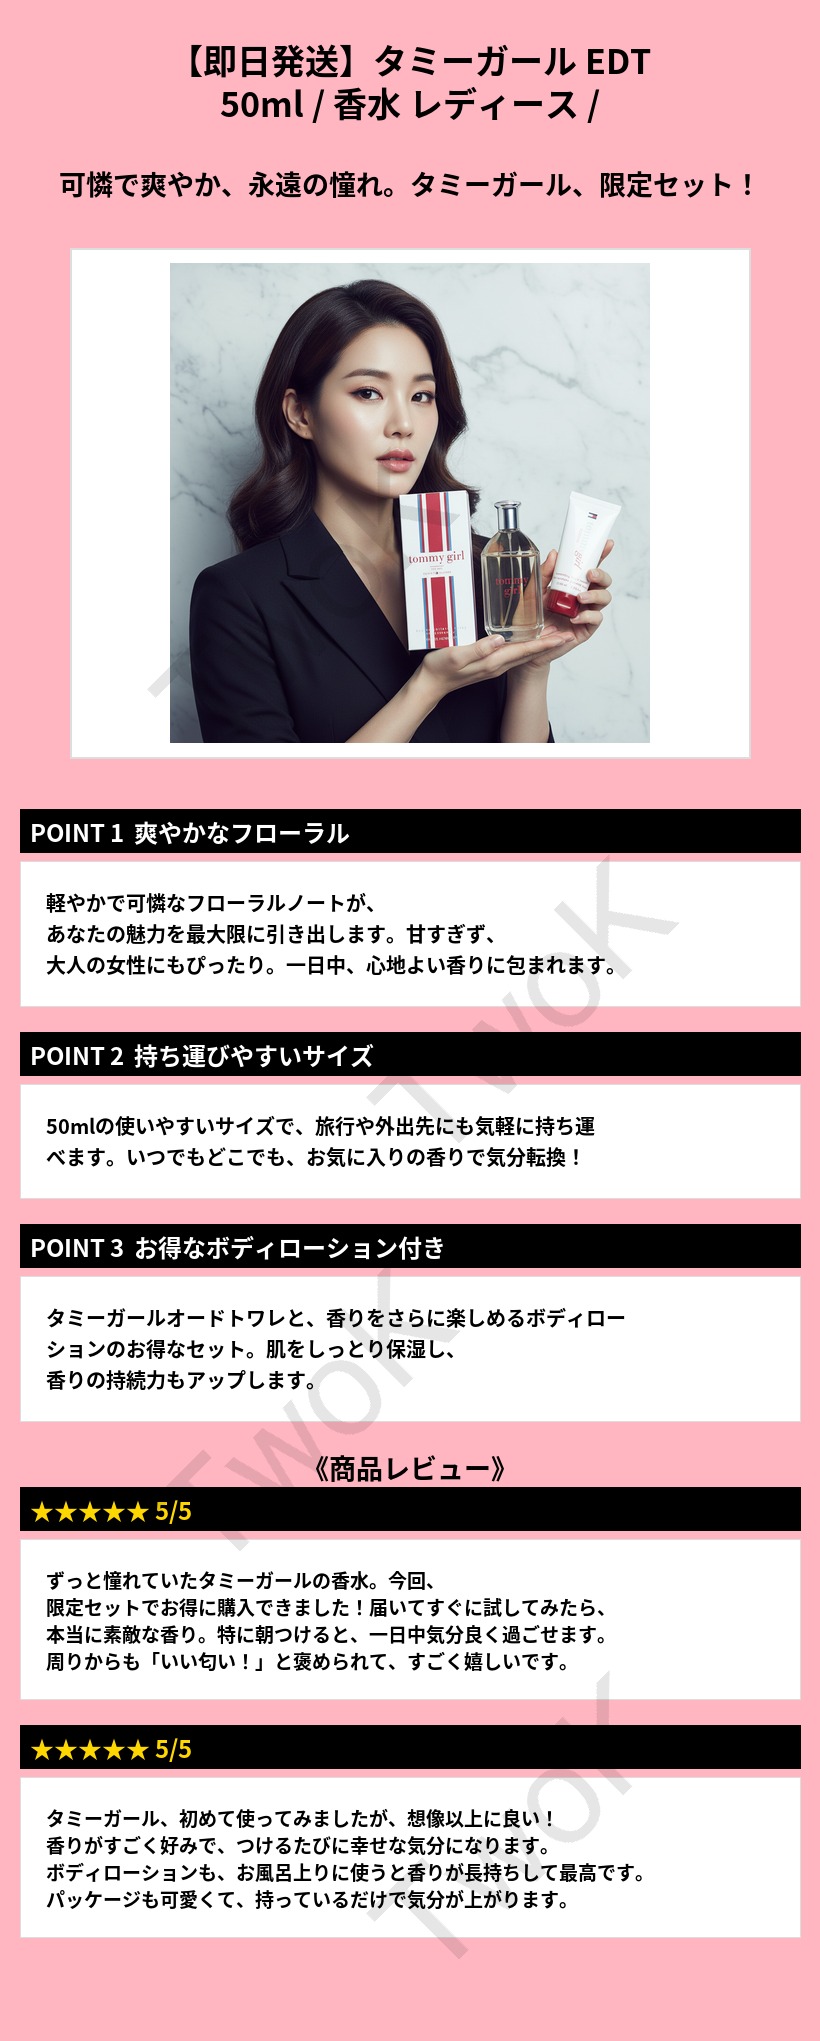 【即日発送】タミーガール EDT
50ml / 香水 レディース /
可憐で爽やか、永遠の憧れ。タミーガール、限定セット！
tommy girl
tommy
girl
POINT 1 爽やかなフローラル
軽やかで可憐なフローラルノートが、
あなたの魅力を最大限に引き出します。甘すぎず、
大人の女性にもぴったり。一日中、心地よい香りに包まれます。
POINT 2 持ち運びやすいサイズ
50mlの使いやすいサイズで、旅行や外出先にも気軽に持ち運
べます。いつでもどこでも、お気に入りの香りで気分転換！
POINT 3 お得なボディローション付き
タミーガールオードトワレと、香りをさらに楽しめるボディロー
ションのお得なセット。肌をしっとり保湿し、
香りの持続力もアップします。
《商品レビュー》
★★★★★ 5/5
ずっと憧れていたタミーガールの香水。今回、
限定セットでお得に購入できました！届いてすぐに試してみたら、
本当に素敵な香り。特に朝つけると、一日中気分良く過ごせます。
周りからも「いい匂い！」と褒められて、すごく嬉しいです。
★★★★★ 5/5
タミーガール、初めて使ってみましたが、想像以上に良い！
香りがすごく好みで、つけるたびに幸せな気分になります。
ボディローションも、お風呂上りに使うと香りが長持ちして最高です。
パッケージも可愛くて、持っているだけで気分が上がります。
TwoK
TwoK
TwoK